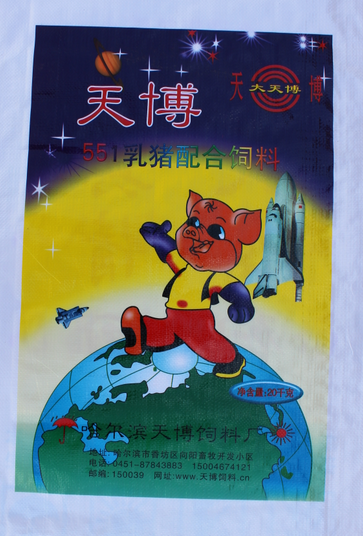 天 大天博 博
天博
551乳猪配合饲料
净含量:20千克
哈尔滨天博饲料厂
地址:哈尔滨市香坊区向阳畜牧开发小区
电话:0451-87843883 15004674121
邮编:150039 网址:www.天博饲料.cn